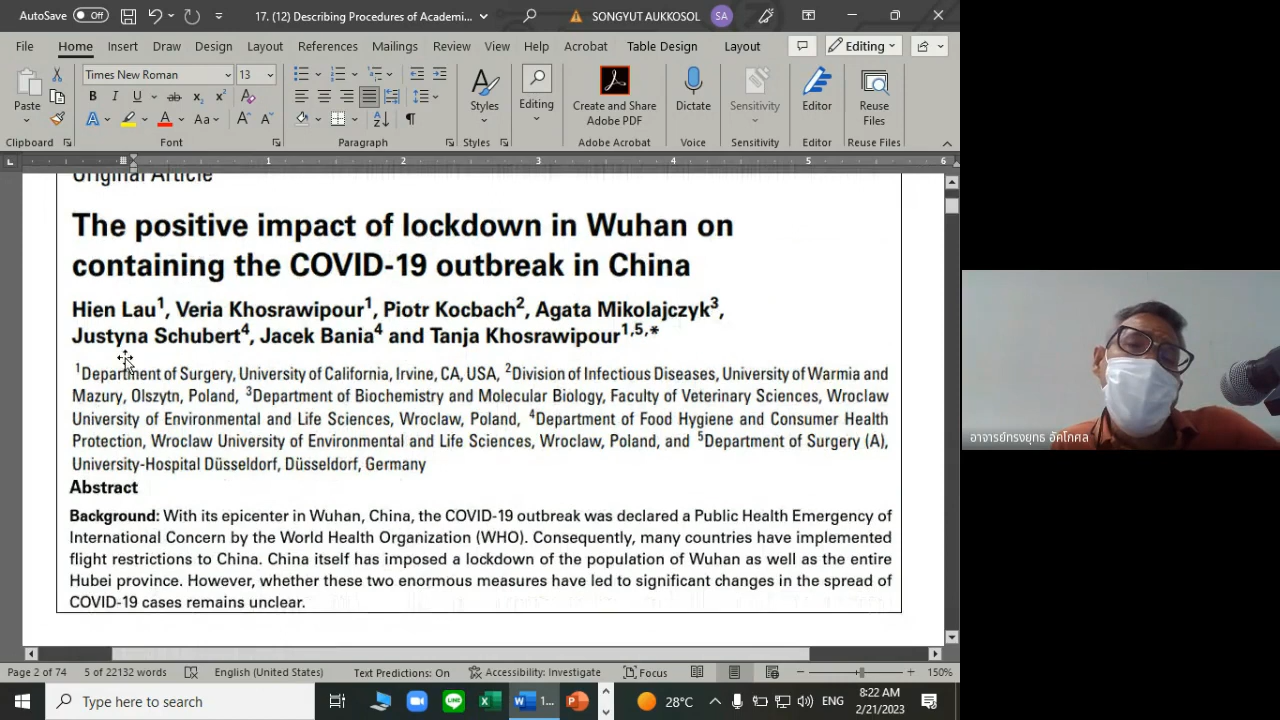 AutoSave Off 17. (12) Describing Procedures of Academi... SONGYUT AUKKOSOL SA
File Home Insert Draw Design Layout References Mailings Review View Help Acrobat Table Design Layout Editing
Times New Roman 13
Paste Styles Editing Create and Share Adobe PDF Dictate Sensitivity Editor Reuse Files
Clipboard Font Paragraph Styles Adobe Acrobat Voice Sensitivity Editor Reuse Files
1 2 3 4 5 6
Original Article
The positive impact of lockdown in Wuhan on
containing the COVID-19 outbreak in China
Hien Lau1, Veria Khosrawipour1, Piotr Kocbach2, Agata Mikolajczyk3,
Justyna Schubert4, Jacek Bania4 and Tanja Khosrawipour1,5,*
1Department of Surgery, University of California, Irvine, CA, USA, 2Division of Infectious Diseases, University of Warmia and
Mazury, Olszytn, Poland, 3Department of Biochemistry and Molecular Biology, Faculty of Veterinary Sciences, Wroclaw
University of Environmental and Life Sciences, Wroclaw, Poland, 4Department of Food Hygiene and Consumer Health
Protection, Wroclaw University of Environmental and Life Sciences, Wroclaw, Poland, and 5Department of Surgery (A),
University-Hospital Düsseldorf, Düsseldorf, Germany
Abstract
Background: With its epicenter in Wuhan, China, the COVID-19 outbreak was declared a Public Health Emergency of
International Concern by the World Health Organization (WHO). Consequently, many countries have implemented
flight restrictions to China. China itself has imposed a lockdown of the population of Wuhan as well as the entire
Hubei province. However, whether these two enormous measures have led to significant changes in the spread of
COVID-19 cases remains unclear.
อาจารย์ทรงยุทธ อัคโกศล
Page 2 of 74 5 of 22132 words English (United States) Text Predictions: On Accessibility: Investigate Focus 150%
Type here to search 1... 28°C ENG 8:22 AM
2/21/2023